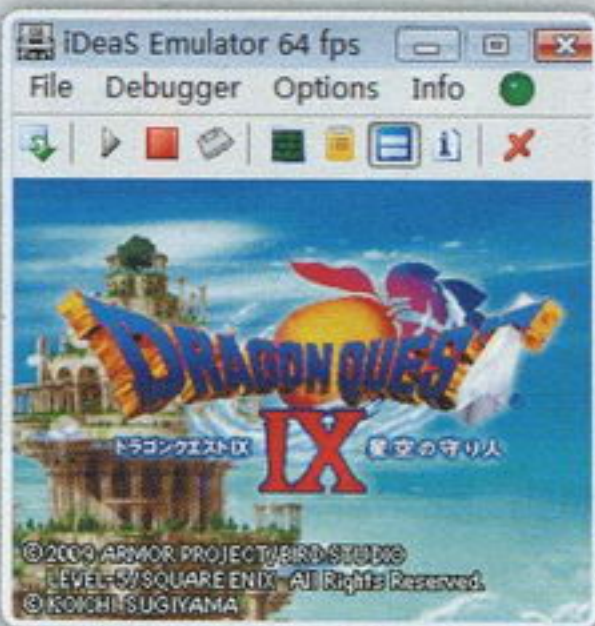 iDeaS Emulator 64 fps
File Debugger Options Info
DRAGON QUEST
IX
ドラゴンクエストIX 星空の守り人
©2009 ARMOR PROJECT/BIRD STUDIO
LEVEL-5/SQUARE ENIX All Rights Reserved.
© KOICHI SUGIYAMA